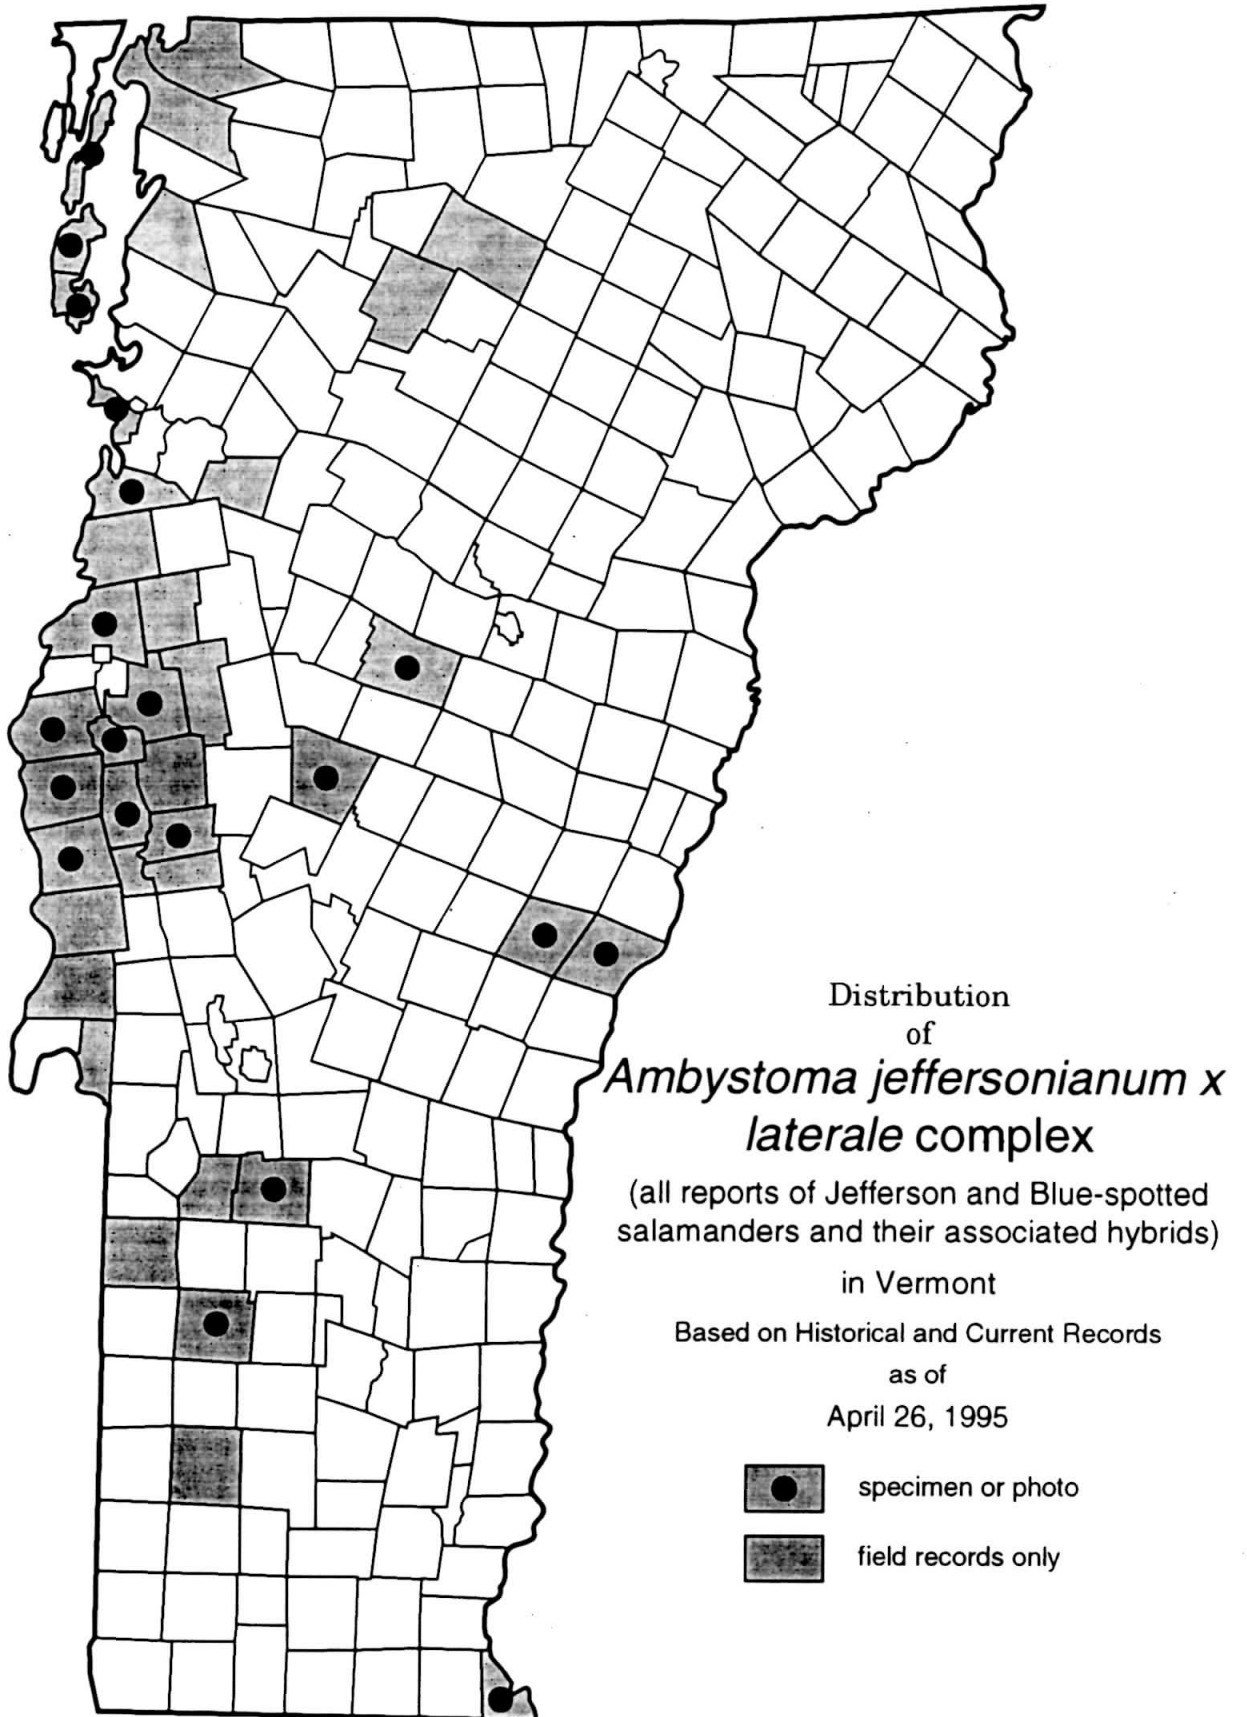 Distribution
of
Ambystoma jeffersonianum x
laterale complex
(all reports of Jefferson and Blue-spotted
salamanders and their associated hybrids)
in Vermont
Based on Historical and Current Records
as of
April 26, 1995
specimen or photo
field records only